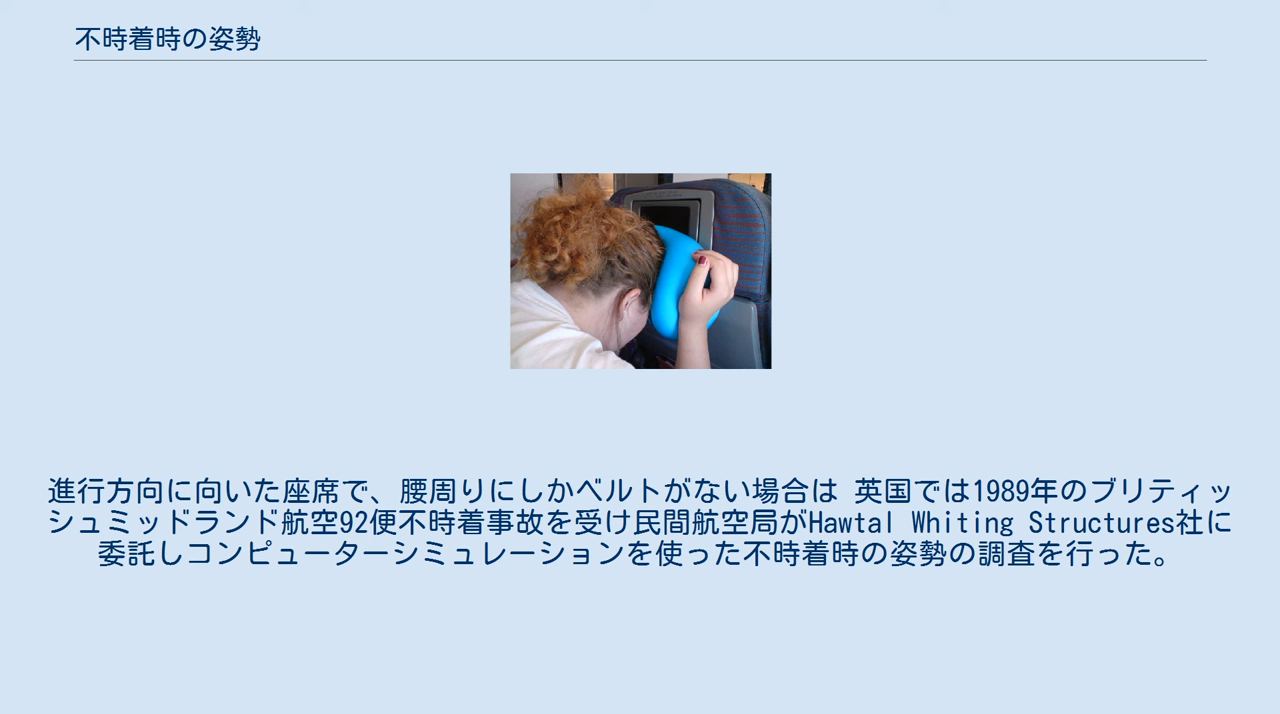 不時着時の姿勢
進行方向に向いた座席で、腰周りにしかベルトがない場合は 英国では1989年のブリティッ
シュミッドランド航空92便不時着事故を受け民間航空局がHawtal Whiting Structures社に
委託しコンピューターシミュレーションを使った不時着時の姿勢の調査を行った。